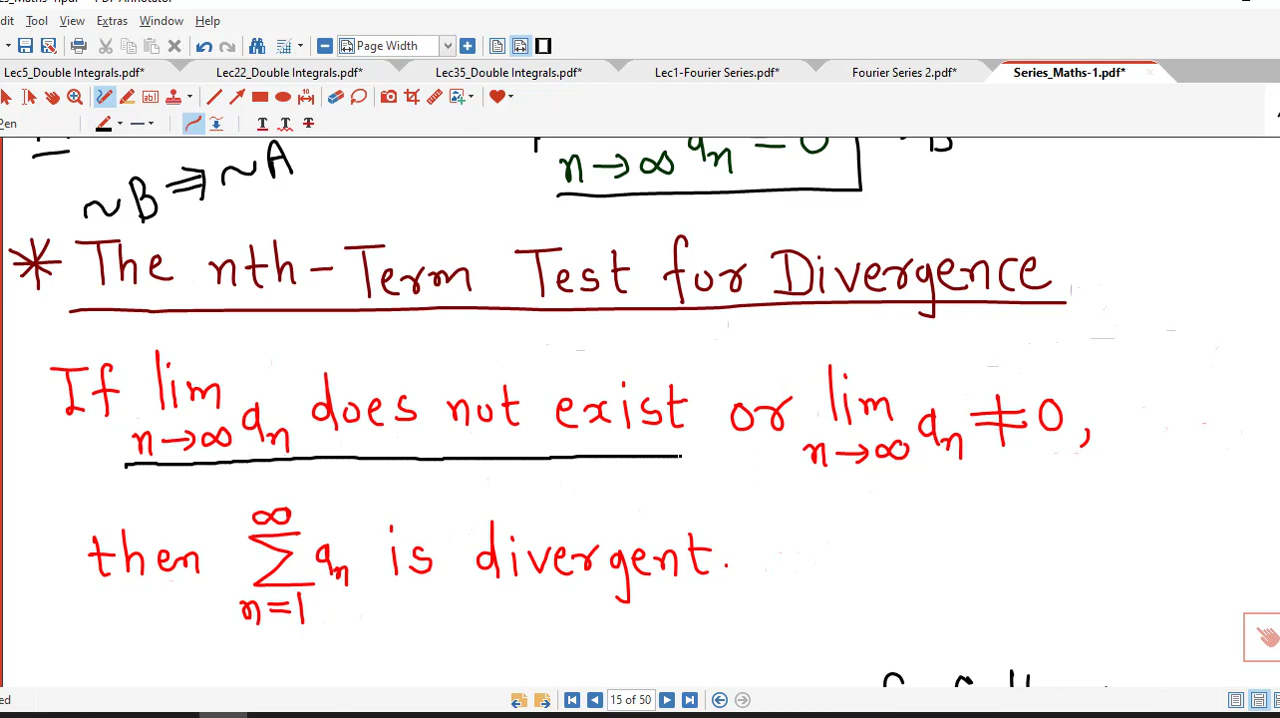 dit Tool View Extras Window Help
Page Width
Lec5_Double Integrals.pdf* Lec22_Double Integrals.pdf* Lec35_Double Integrals.pdf* Lec1-Fourier Series.pdf* Fourier Series 2.pdf* Series_Maths-1.pdf*
Pen
n→∞ an = 0
~B ⇒ ~A
* The nth-Term Test for Divergence
If lim n→∞ an does not exist or lim n→∞ an ≠ 0,
then ∑ n=1 ∞ an is divergent.
15 of 50